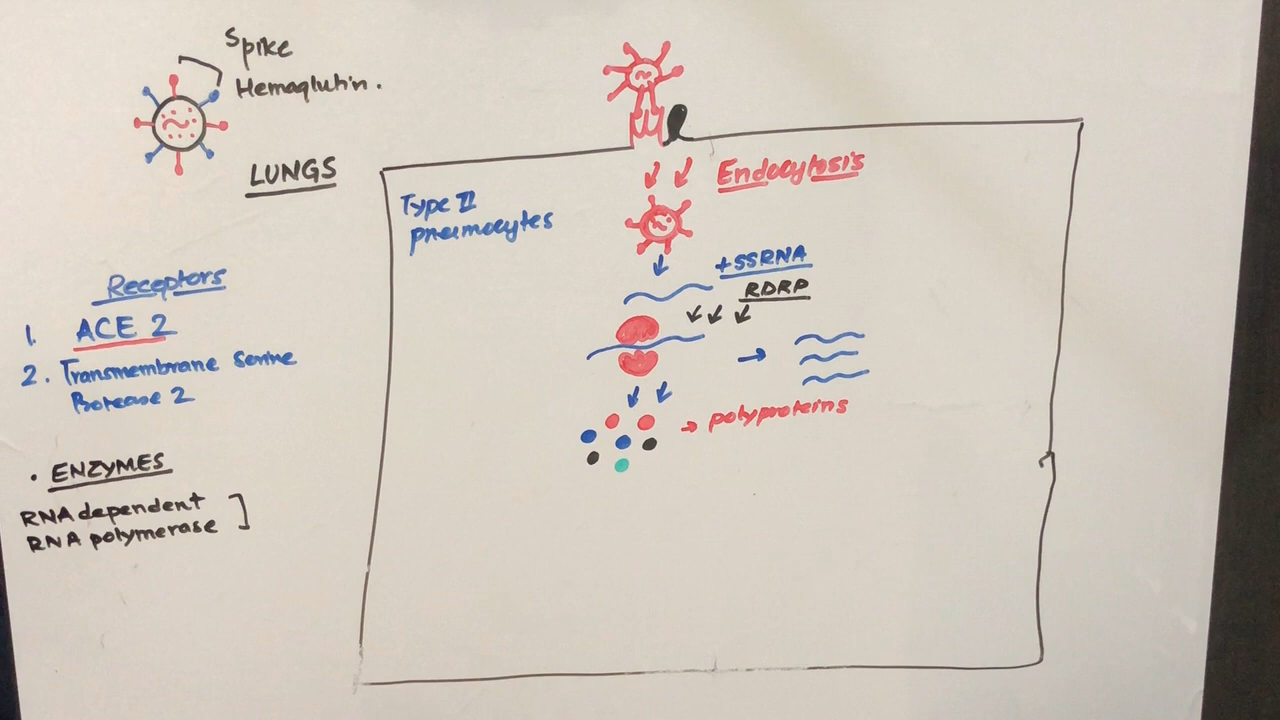 Spike
Hemaglutin.
LUNGS
Type II
pneumocytes
Endocytosis
Receptors
1. ACE 2
2. Transmembrane Serine
Protease 2
+SSRNA
RDRP
→ polyproteins
• ENZYMES
RNA dependent
RNA polymerase ]